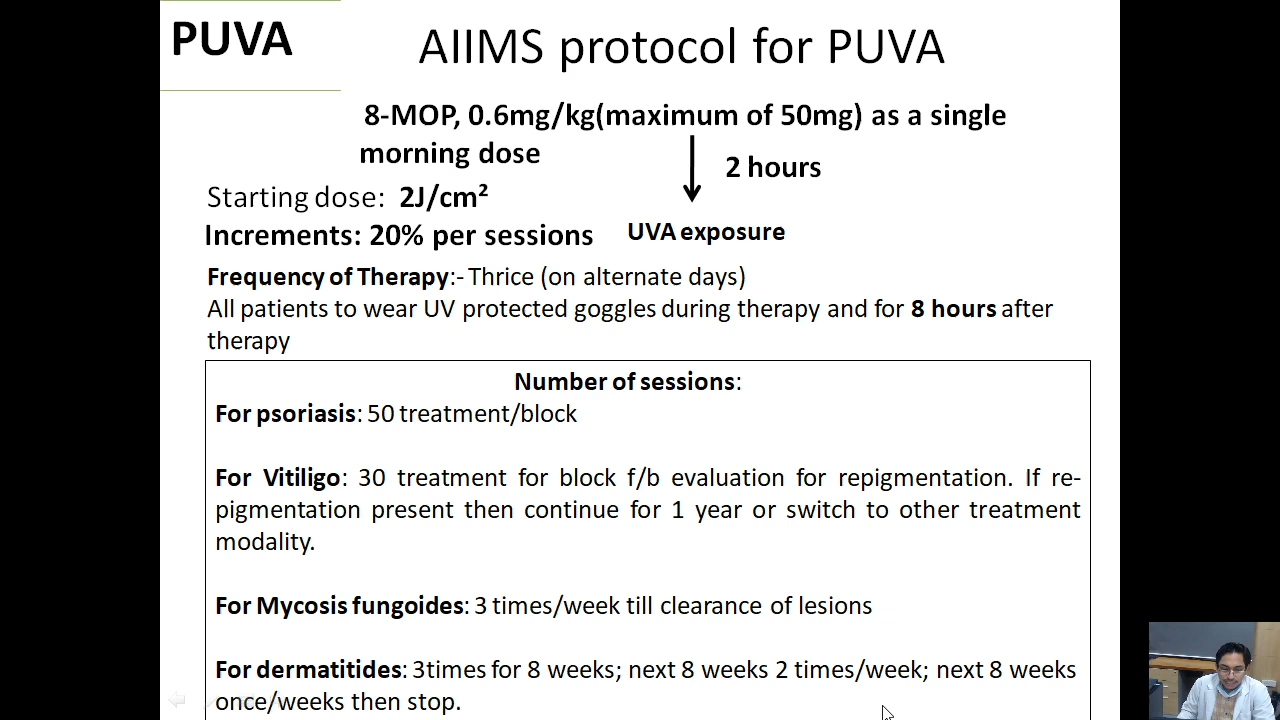 PUVA
AIIMS protocol for PUVA
8-MOP, 0.6mg/kg(maximum of 50mg) as a single
morning dose
2 hours
Starting dose: 2J/cm²
Increments: 20% per sessions
UVA exposure
Frequency of Therapy:- Thrice (on alternate days)
All patients to wear UV protected goggles during therapy and for 8 hours after
therapy
Number of sessions:
For psoriasis: 50 treatment/block
For Vitiligo: 30 treatment for block f/b evaluation for repigmentation. If re-
pigmentation present then continue for 1 year or switch to other treatment
modality.
For Mycosis fungoides: 3 times/week till clearance of lesions
For dermatitides: 3times for 8 weeks; next 8 weeks 2 times/week; next 8 weeks
once/weeks then stop.